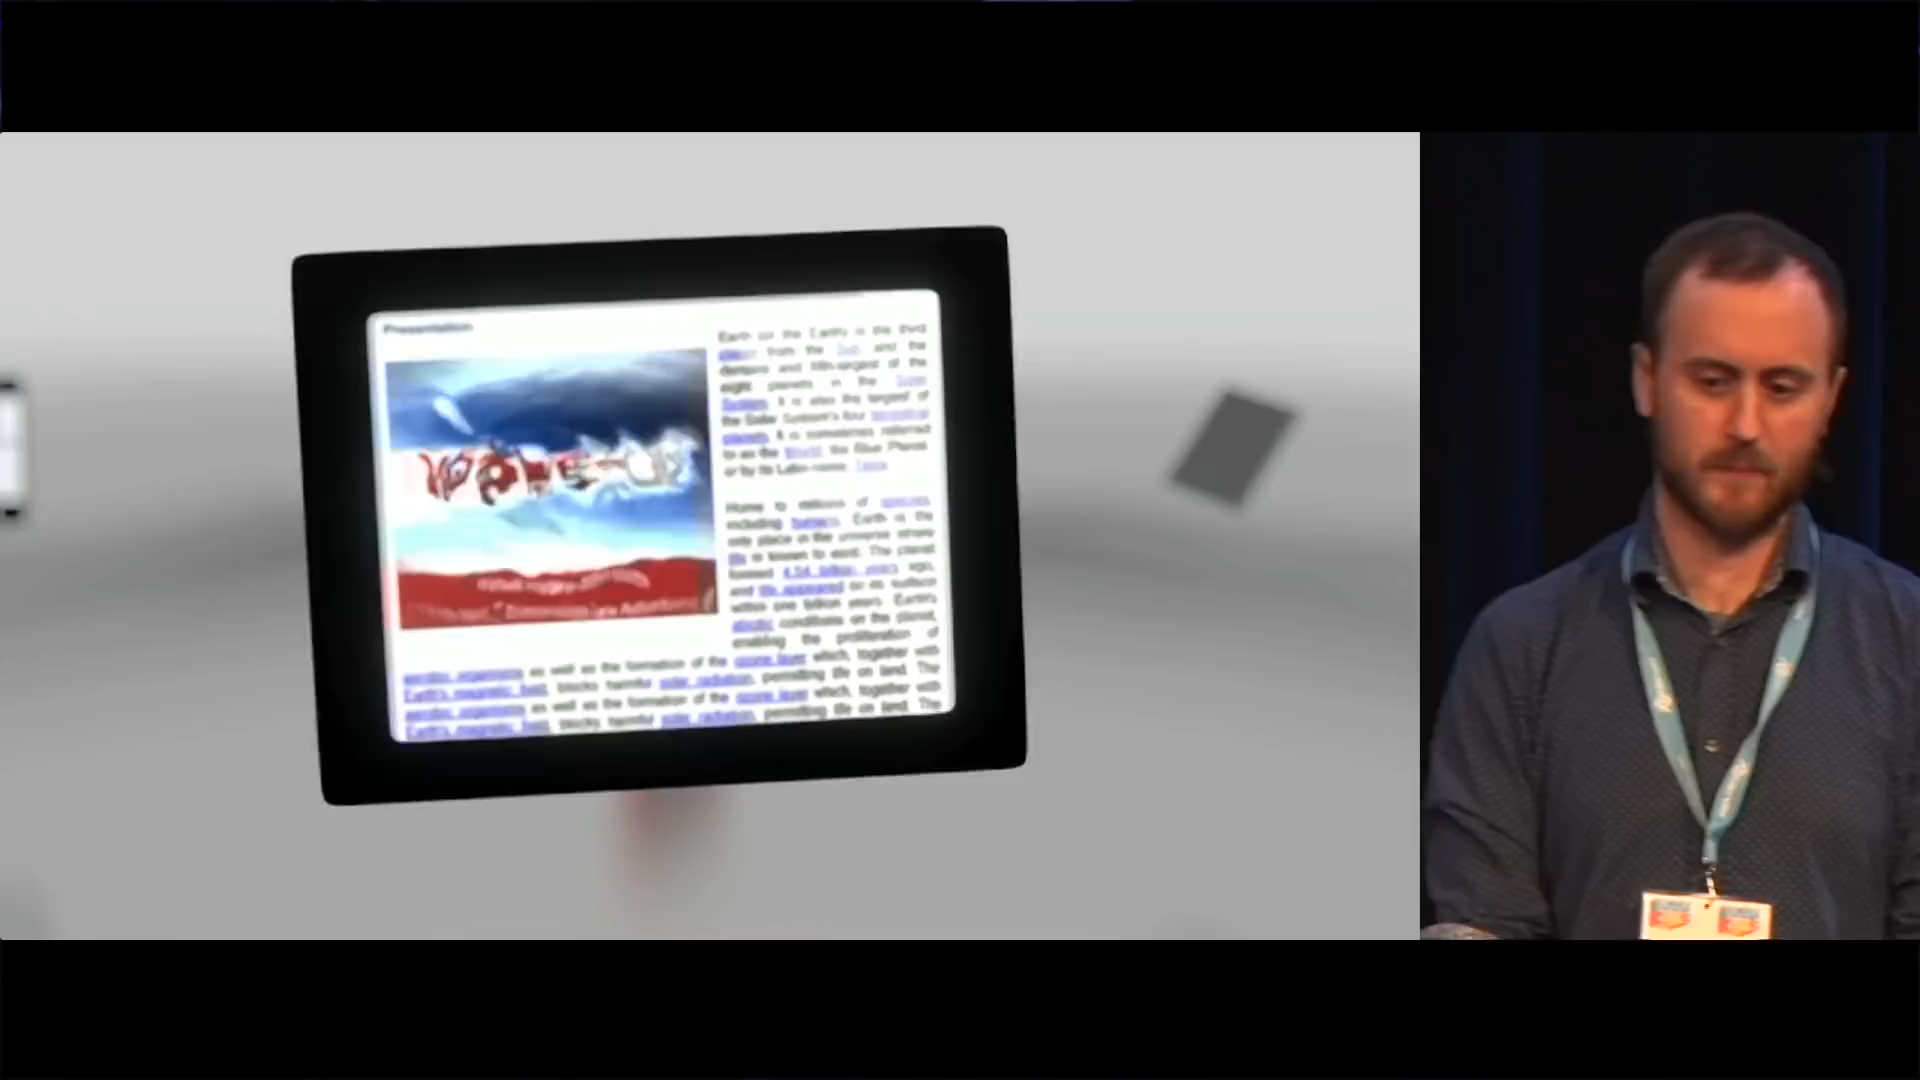 Presentation
Earth (or the Earth) is the third
planet from the Sun, and the
densest and fifth-largest of the
eight planets in the Solar
System. It is also the largest of
the Solar System's four terrestrial
planets. It is sometimes referred
to as the World, the Blue Planet,
or by its Latin name, Terra.
Home to millions of species,
including humans, Earth is the
only place in the universe where
life is known to exist. The planet
formed 4.54 billion years ago,
and life appeared on its surface
within one billion years. Earth's
abiotic conditions on the planet,
enabling the proliferation of
aerobic organisms as well as the formation of the ozone layer which, together with
Earth's magnetic field, blocks harmful solar radiation, permitting life on land. The
aerobic organisms as well as the formation of the ozone layer which, together with
Earth's magnetic field, blocks harmful solar radiation, permitting life on land. The